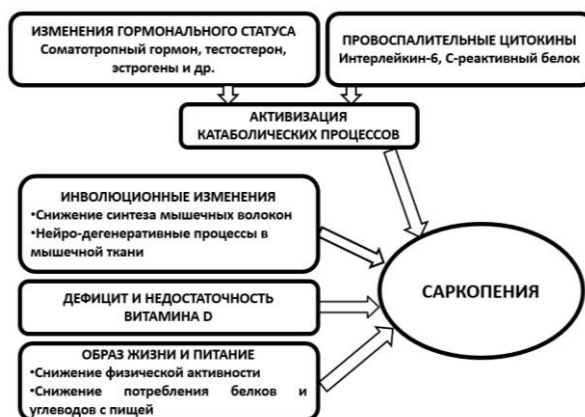 ИЗМЕНЕНИЯ ГОРМОНАЛЬНОГО СТАТУСА
Соматотропный гормон, тестостерон,
эстрогены и др.
ПРОВОСПАЛИТЕЛЬНЫЕ ЦИТОКИНЫ
Интерлейкин-6, С-реактивный белок
АКТИВИЗАЦИЯ
КАТАБОЛИЧЕСКИХ ПРОЦЕССОВ
ИНВОЛЮЦИОННЫЕ ИЗМЕНЕНИЯ
•Снижение синтеза мышечных волокон
•Нейро-дегенеративные процессы в
мышечной ткани
САРКОПЕНИЯ
ДЕФИЦИТ И НЕДОСТАТОЧНОСТЬ
ВИТАМИНА D
ОБРАЗ ЖИЗНИ И ПИТАНИЕ
•Снижение физической активности
•Снижение потребления белков и
углеводов с пищей